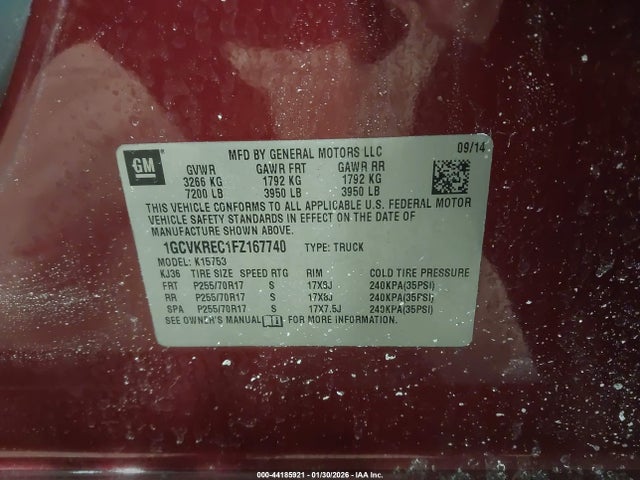 GM
MFD BY GENERAL MOTORS LLC
09/14
GVWR GAWR FRT GAWR RR
3266 KG 1792 KG 1792 KG
7200 LB 3950 LB 3950 LB
THIS VEHICLE CONFORMS TO ALL APPLICABLE U.S. FEDERAL MOTOR
VEHICLE SAFETY STANDARDS IN EFFECT ON THE DATE OF
MANUFACTURE SHOWN ABOVE.
1GCVKREC1FZ167740 TYPE: TRUCK
MODEL: K15753
KJ36 TIRE SIZE SPEED RTG RIM COLD TIRE PRESSURE
FRT P255/70R17 S 17X8J 240KPA(35PSI)
RR P255/70R17 S 17X8J 240KPA(35PSI)
SPA P255/70R17 S 17X7.5J 240KPA(35PSI)
SEE OWNER'S MANUAL FOR MORE INFORMATION.
000-44185921 | 01/30/2026 - IAA Inc.